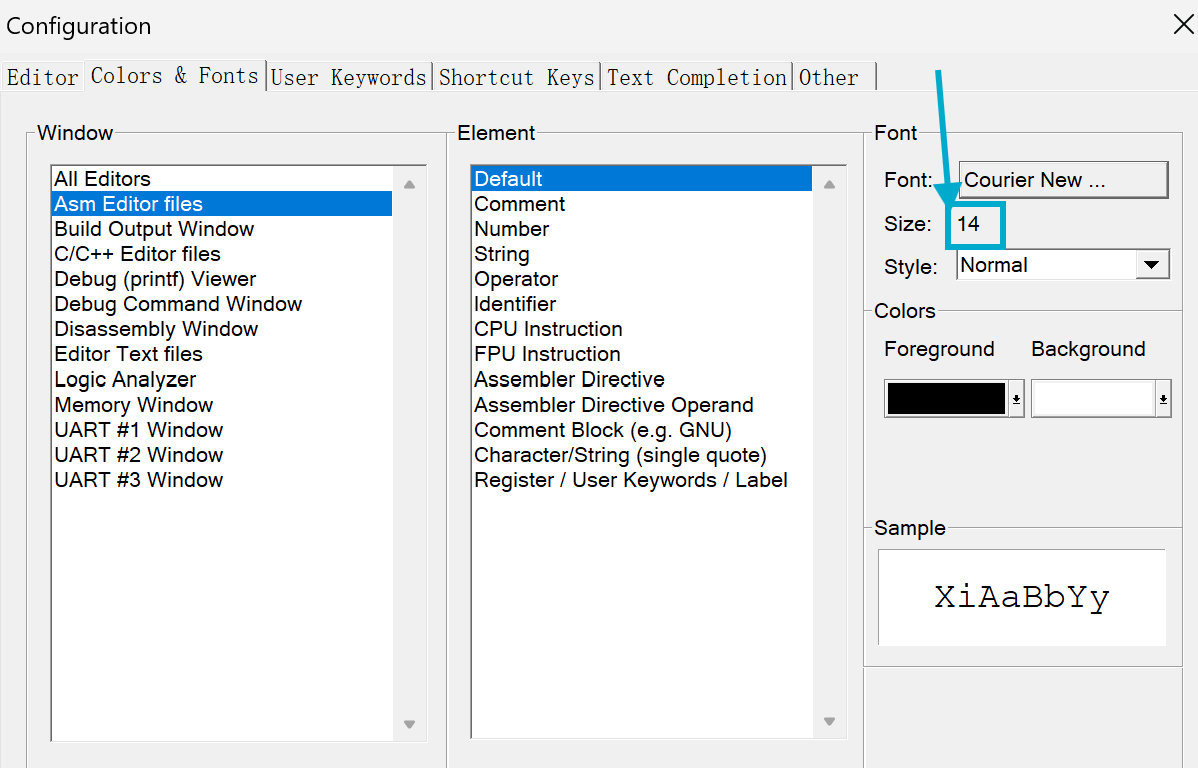 Configuration
Editor Colors & Fonts User Keywords Shortcut Keys Text Completion Other
Window
All Editors
Asm Editor files
Build Output Window
C/C++ Editor files
Debug (printf) Viewer
Debug Command Window
Disassembly Window
Editor Text files
Logic Analyzer
Memory Window
UART #1 Window
UART #2 Window
UART #3 Window
Element
Default
Comment
Number
String
Operator
Identifier
CPU Instruction
FPU Instruction
Assembler Directive
Assembler Directive Operand
Comment Block (e.g. GNU)
Character/String (single quote)
Register / User Keywords / Label
Font
Font: Courier New ...
Size: 14
Style: Normal
Colors
Foreground Background
Sample
XiAaBbYy